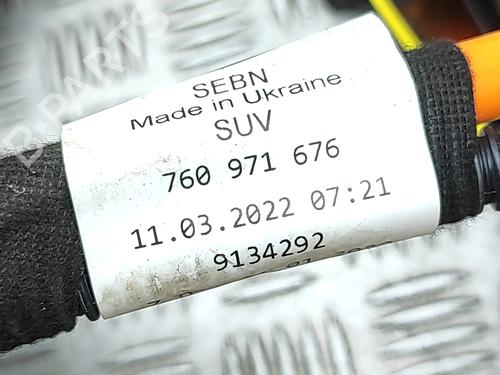 SEBN
Made in Ukraine
SUV
760 971 676
11.03.2022 07:21
9134292
B-PARTS